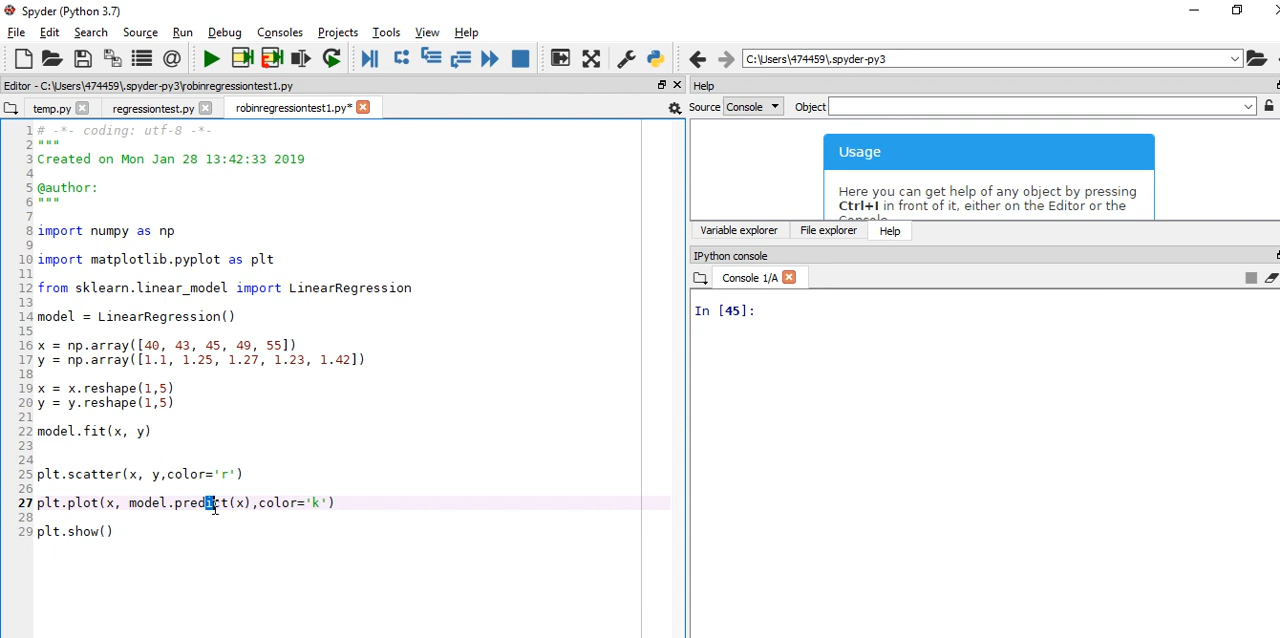 Spyder (Python 3.7)
File Edit Search Source Run Debug Consoles Projects Tools View Help
C:\Users\474459\.spyder-py3
Editor - C:\Users\474459\.spyder-py3\robinregressiontest1.py
Help
temp.py regressiontest.py robinregressiontest1.py*
Source Console Object
1 # -*- coding: utf-8 -*-
2 """
3 Created on Mon Jan 28 13:42:33 2019
4
5 @author:
6 """
7
8 import numpy as np
9
10 import matplotlib.pyplot as plt
11
12 from sklearn.linear_model import LinearRegression
13
14 model = LinearRegression()
15
16 x = np.array([40, 43, 45, 49, 55])
17 y = np.array([1.1, 1.25, 1.27, 1.23, 1.42])
18
19 x = x.reshape(1,5)
20 y = y.reshape(1,5)
21
22 model.fit(x, y)
23
24
25 plt.scatter(x, y,color='r')
26
27 plt.plot(x, model.predict(x),color='k')
28
29 plt.show()
Usage
Here you can get help of any object by pressing
Ctrl+I in front of it, either on the Editor or the
Console.
Variable explorer File explorer Help
IPython console
Console 1/A
In [45]: